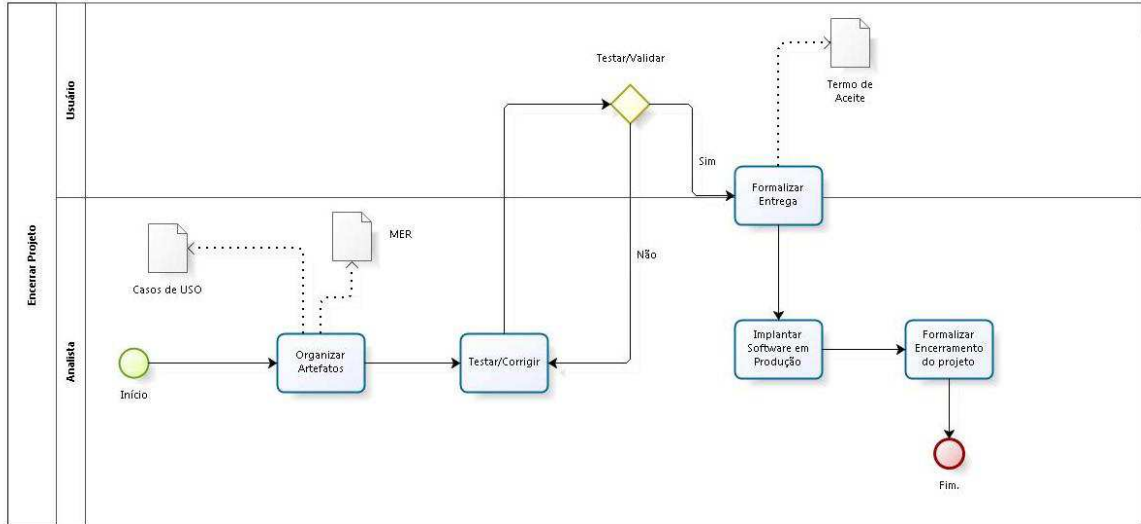 Encerrar Projeto
Usuário
Testar/Validar
Termo de
Aceite
Sim
Formalizar
Entrega
Analista
Casos de USO
MER
Não
Início
Organizar
Artefatos
Testar/Corrigir
Implantar
Software em
Produção
Formalizar
Encerramento
do projeto
Fim.